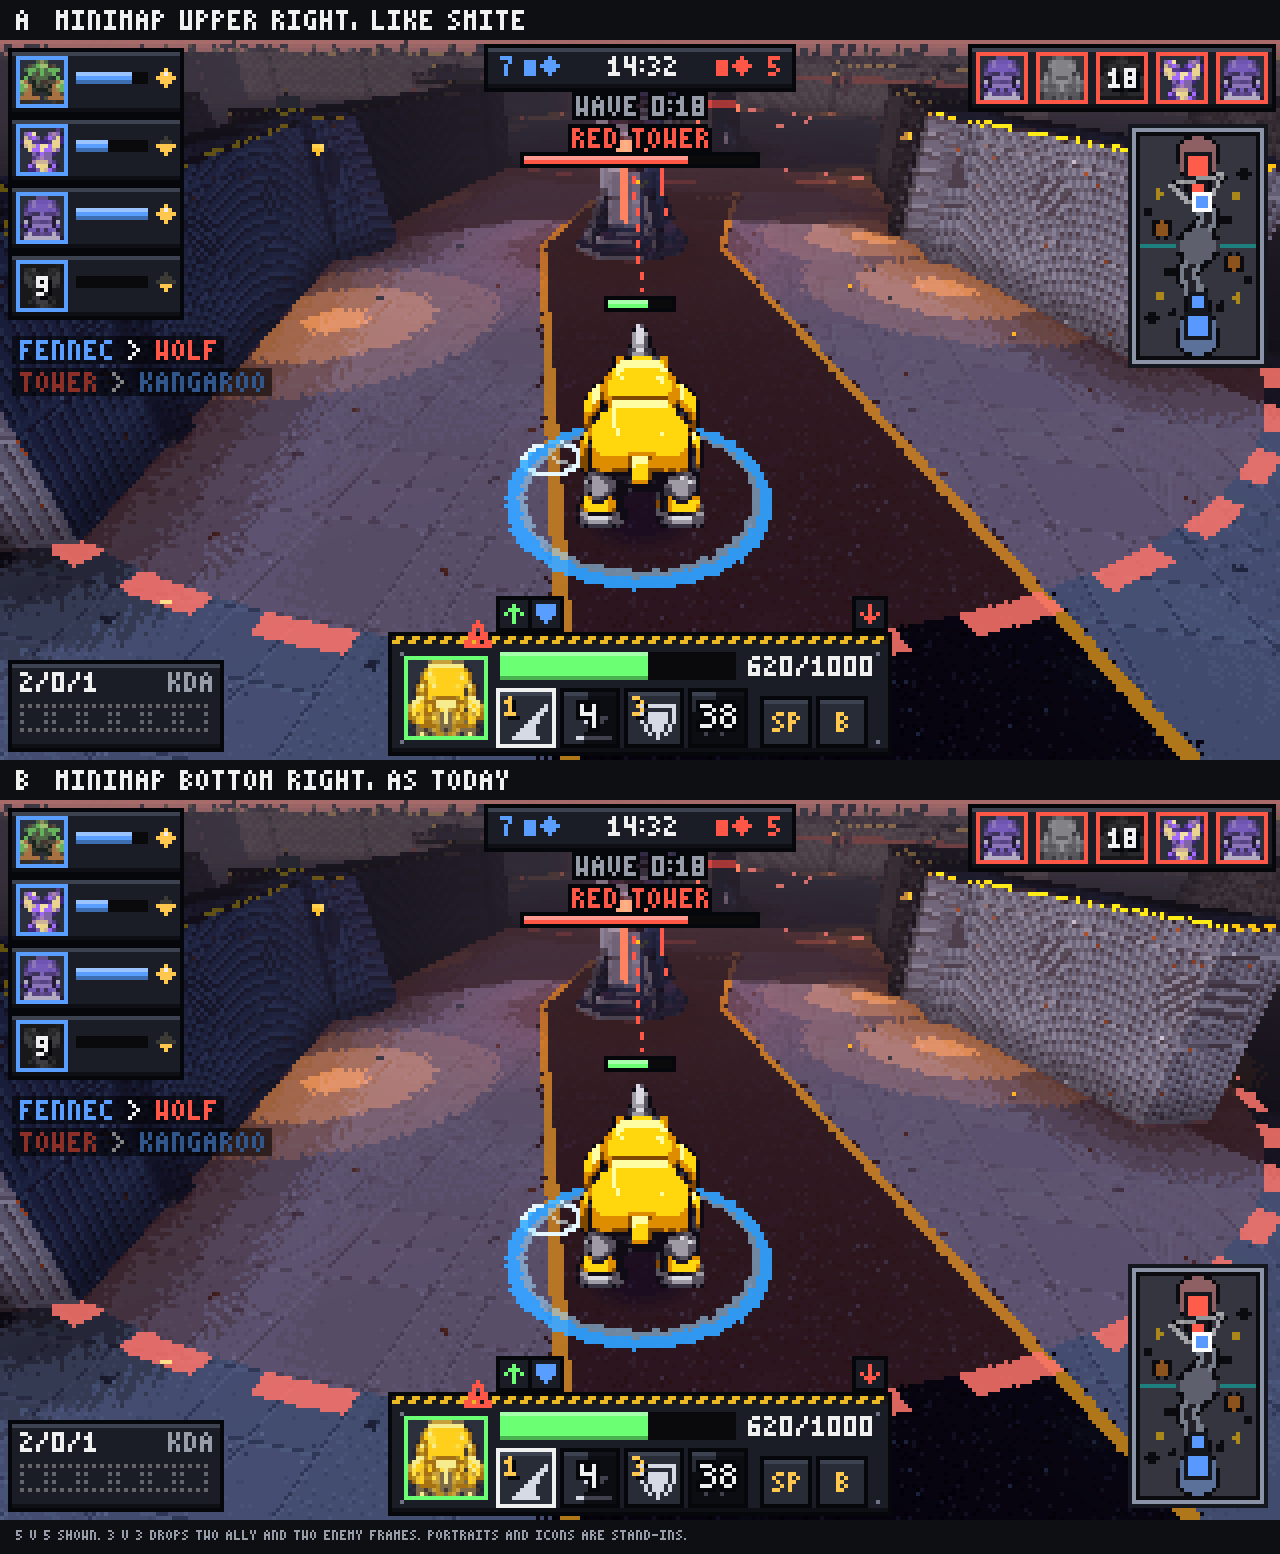 A MINIMAP UPPER RIGHT, LIKE SMITE
7 14:32 5
WAVE 0:18
RED TOWER
18
9
FENNEC > WOLF
TOWER > KANGAROO
2/0/1 KDA
620/1000
1 4 3 38 SP B
B MINIMAP BOTTOM RIGHT, AS TODAY
7 14:32 5
WAVE 0:18
RED TOWER
18
9
FENNEC > WOLF
TOWER > KANGAROO
2/0/1 KDA
620/1000
1 4 3 38 SP B
5 V 5 SHOWN. 3 V 3 DROPS TWO ALLY AND TWO ENEMY FRAMES. PORTRAITS AND ICONS ARE STAND-INS.